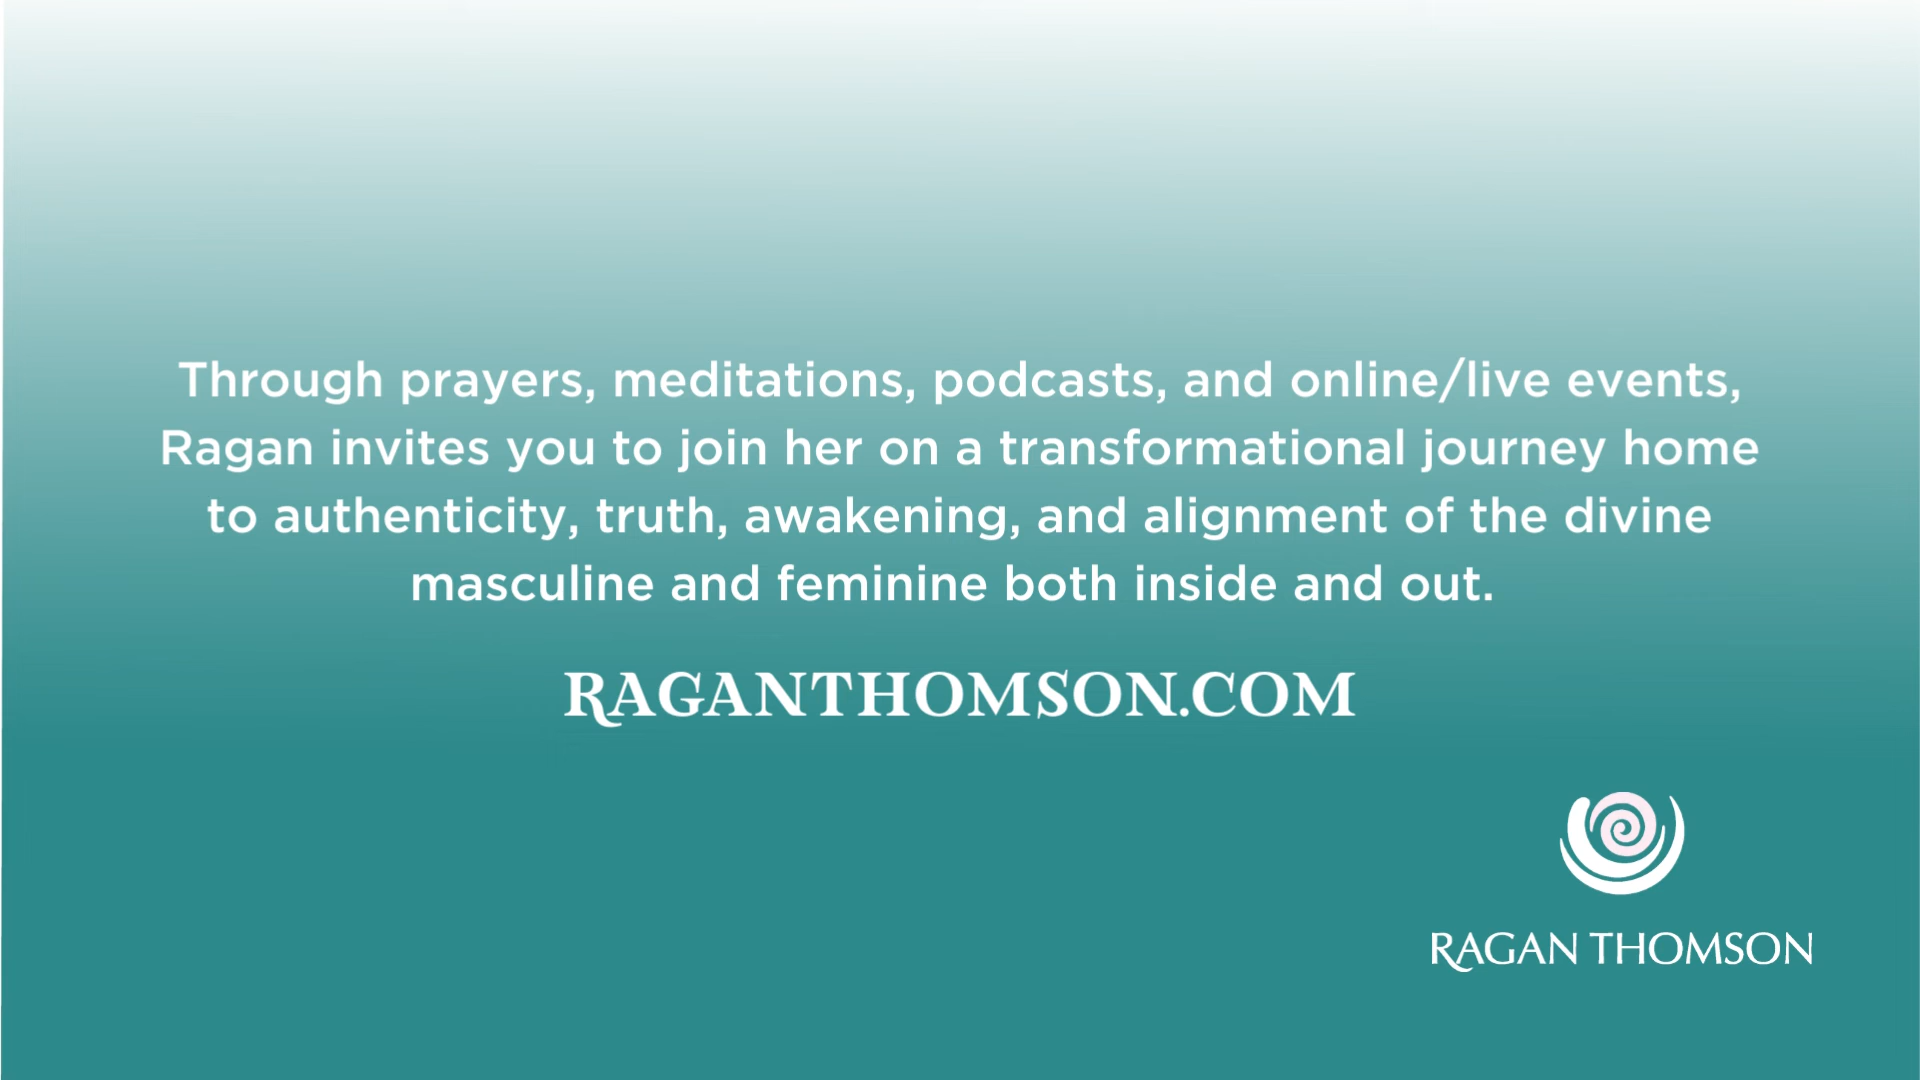 Through prayers, meditations, podcasts, and online/live events,
Ragan invites you to join her on a transformational journey home
to authenticity, truth, awakening, and alignment of the divine
masculine and feminine both inside and out.
RAGANTHOMSON.COM
RAGAN THOMSON